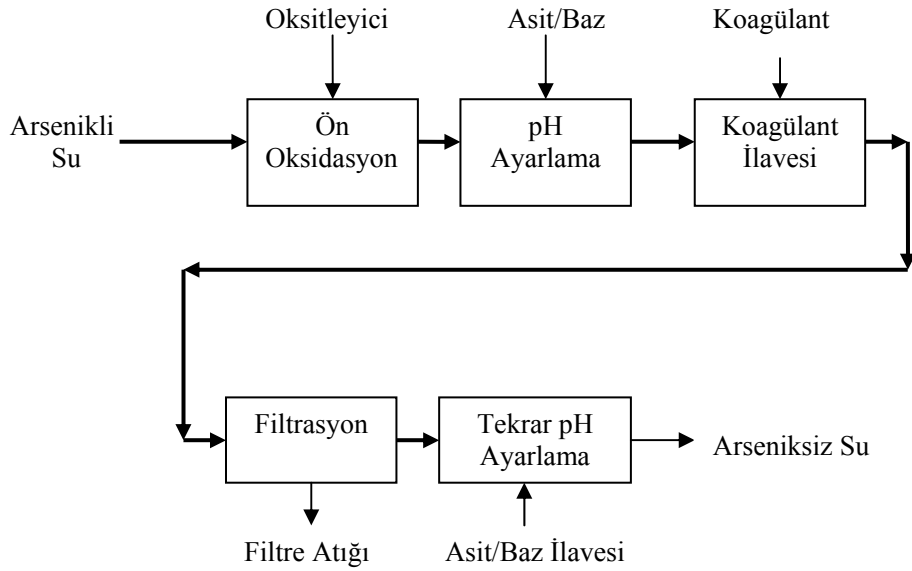 Oksitleyici
Asit/Baz
Koagülant
Arsenikli
Su
Ön
Oksidasyon
pH
Ayarlama
Koagülant
İlavesi
Filtrasyon
Tekrar pH
Ayarlama
Arseniksiz Su
Filtre Atığı
Asit/Baz İlavesi